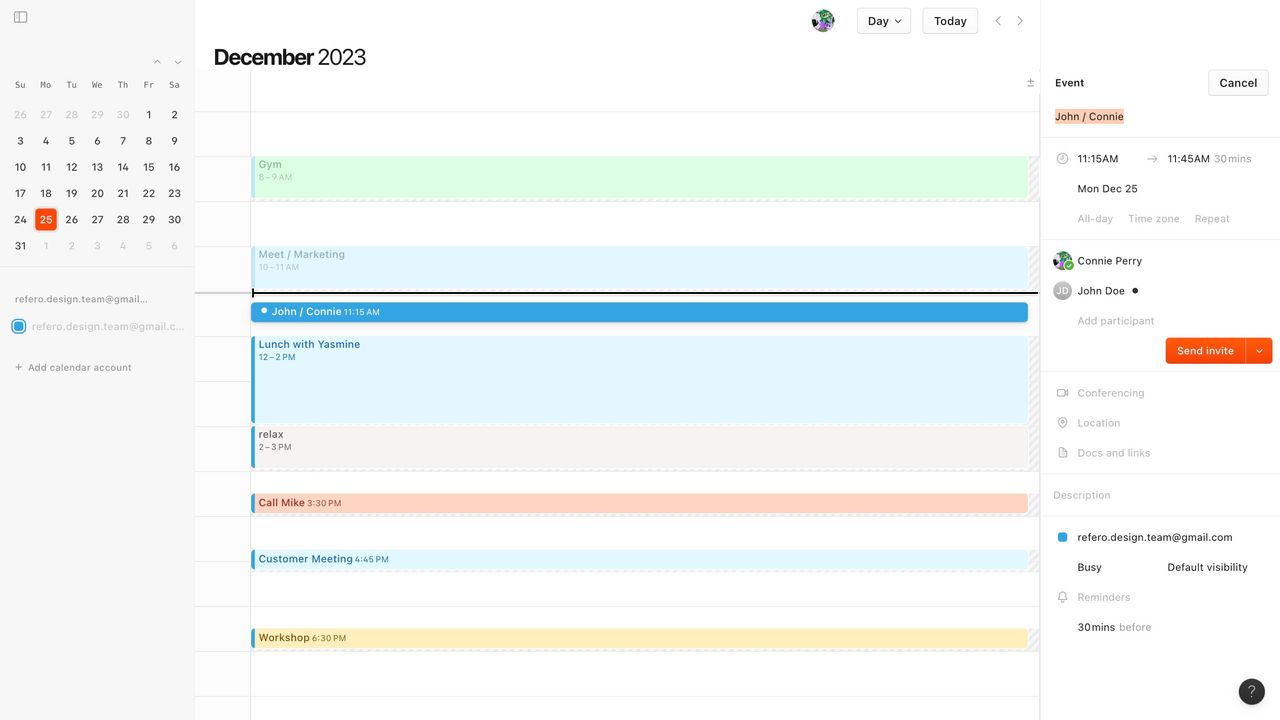 Day
Today
December 2023
Su Mo Tu We Th Fr Sa
26 27 28 29 30 1 2
3 4 5 6 7 8 9
10 11 12 13 14 15 16
17 18 19 20 21 22 23
24 25 26 27 28 29 30
31 1 2 3 4 5 6
refero.design.team@gmail...
refero.design.team@gmail.c...
+ Add calendar account
±
Gym
8–9 AM
Meet / Marketing
10–11 AM
John / Connie 11:15 AM
Lunch with Yasmine
12–2 PM
relax
2–3 PM
Call Mike 3:30 PM
Customer Meeting 4:45 PM
Workshop 6:30 PM
Event
Cancel
John / Connie
11:15AM → 11:45AM 30 mins
Mon Dec 25
All-day Time zone Repeat
Connie Perry
JD John Doe
Add participant
Send invite
Conferencing
Location
Docs and links
Description
refero.design.team@gmail.com
Busy Default visibility
Reminders
30 mins before
?